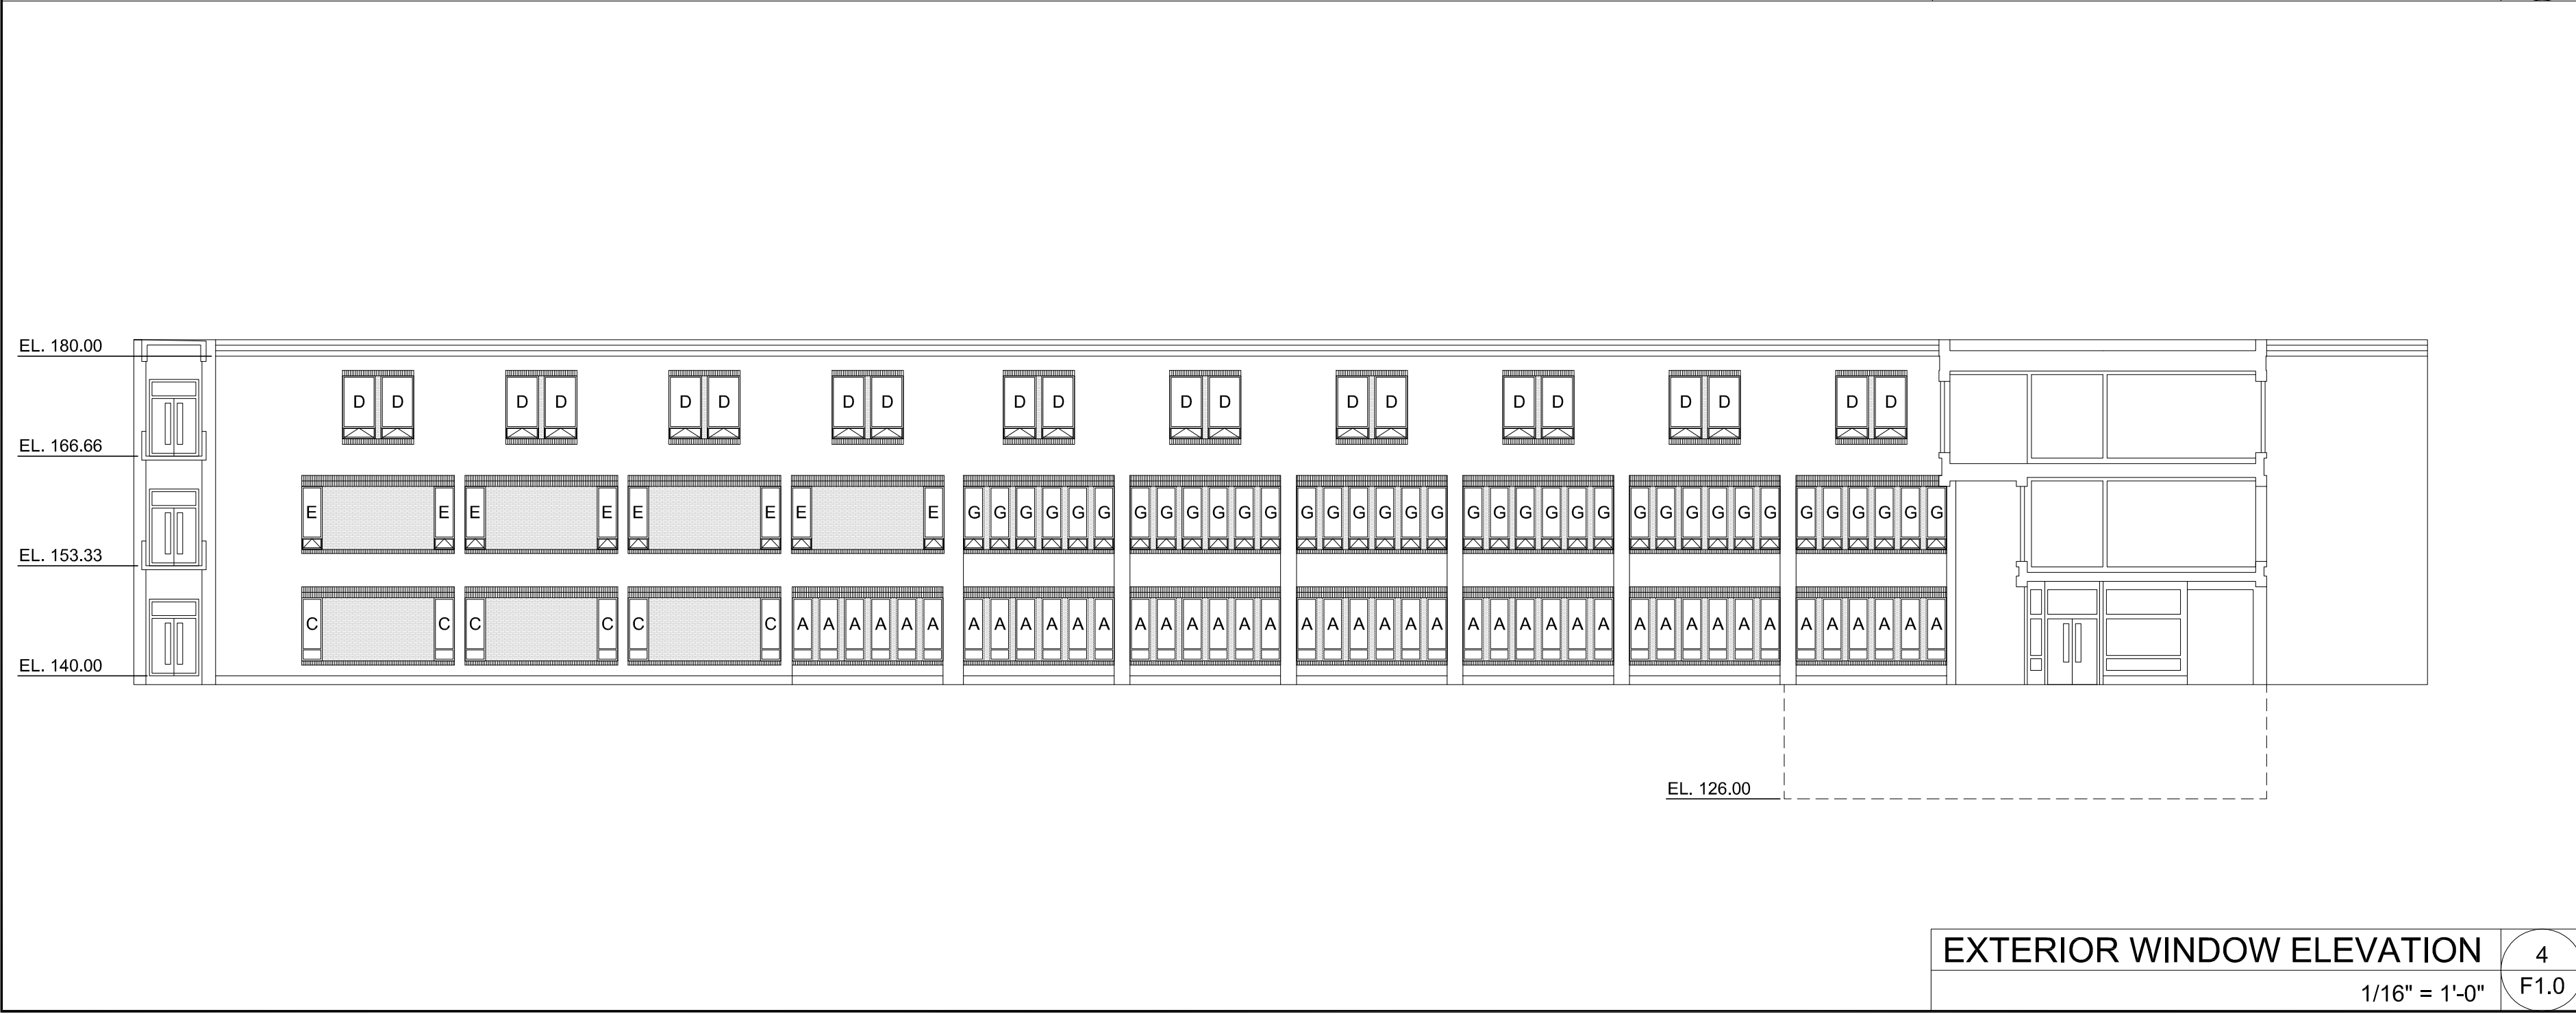 EL. 180.00
D D D D D D D D D D D D D D D D D D D D
EL. 166.66
E E E E E E E E G G G G G G G G G G G G G G G G G G G G G G G G G G G G G G G G G G G G
EL. 153.33
C C C C C C A A A A A A A A A A A A A A A A A A A A A A A A A A A A A A A A A A A A A A A A A A
EL. 140.00
EL. 126.00
EXTERIOR WINDOW ELEVATION
4
1/16" = 1'-0"
F1.0